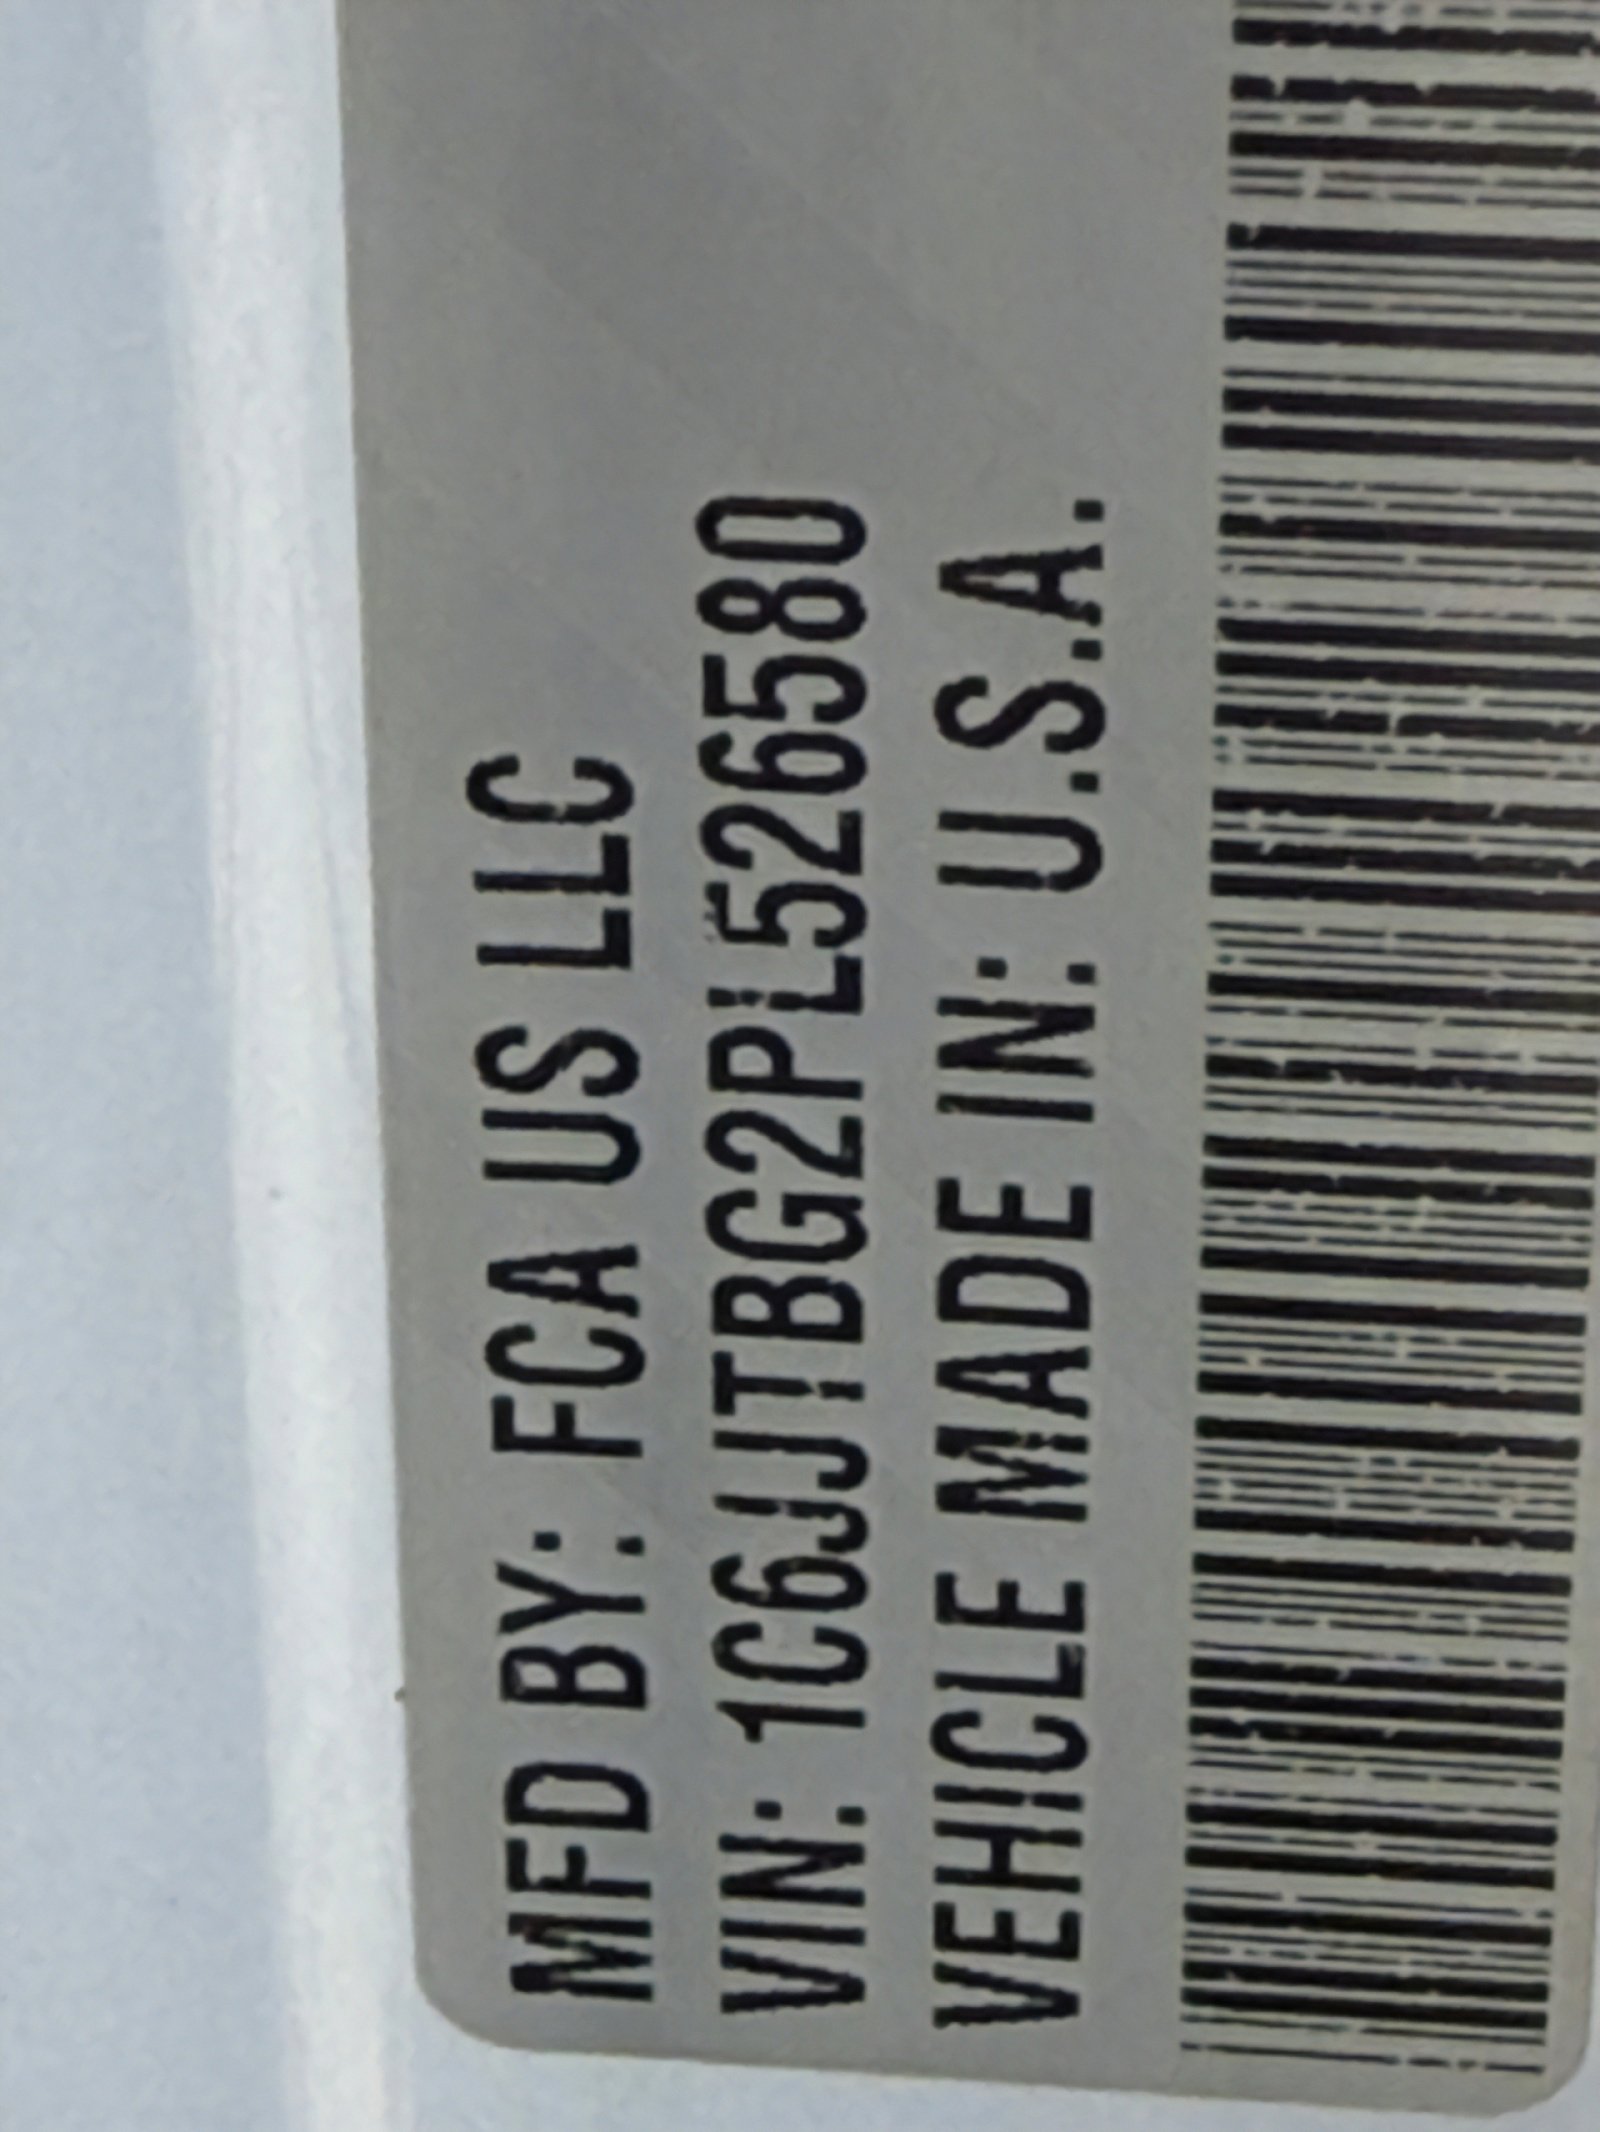 MFD BY: FCA US LLC
VIN: 1C6JJTBG2PL526580
VEHICLE MADE IN: U.S.A.